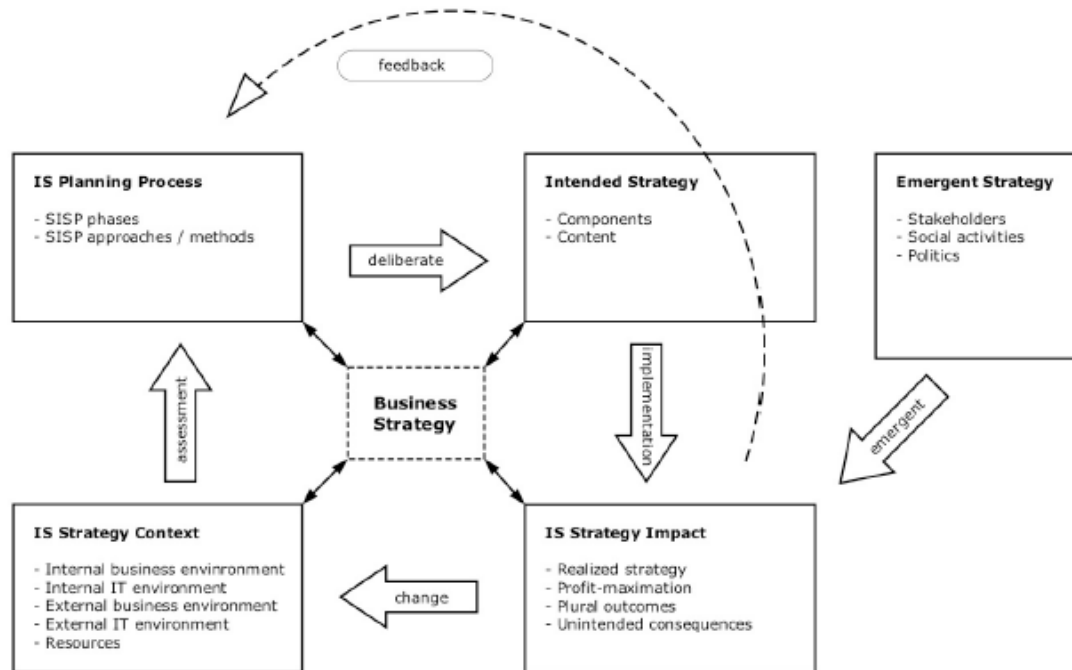 feedback
IS Planning Process
- SISP phases
- SISP approaches / methods
deliberate
Intended Strategy
- Components
- Content
Emergent Strategy
- Stakeholders
- Social activities
- Politics
assessment
Business
Strategy
implementation
emergent
IS Strategy Context
- Internal business envinronment
- Internal IT environment
- External business environment
- External IT environment
- Resources
change
IS Strategy Impact
- Realized strategy
- Profit-maximation
- Plural outcomes
- Unintended consequences